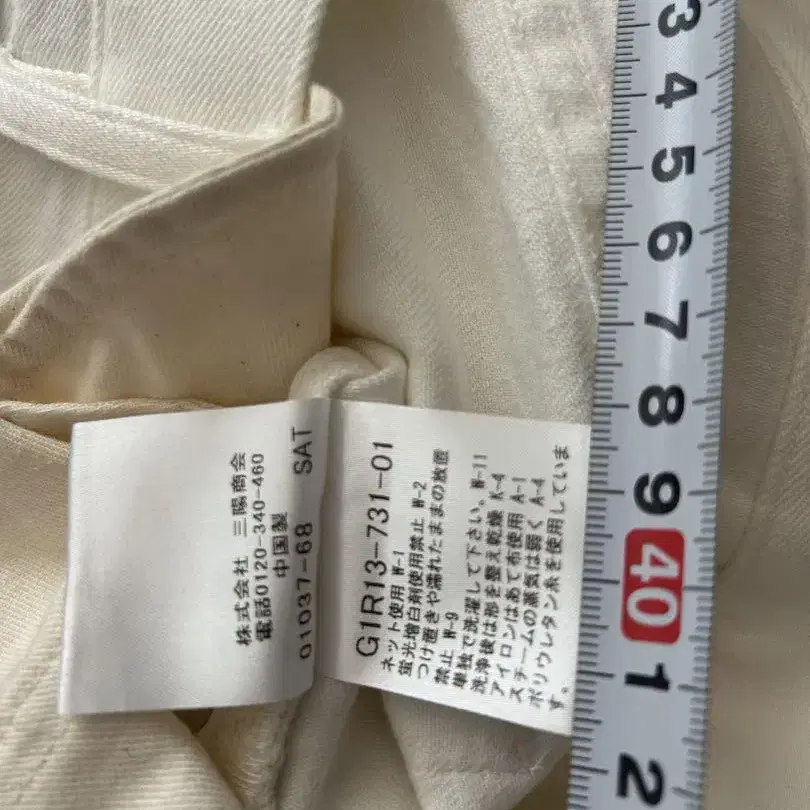 株式会社 三陽商会
電話0120-340-460
中国製
01037-68 SAT
G1R13-731-01
ネット使用 W-1
蛍光増白剤使用禁止 W-2
つけ置きや濡れたままの放置
禁止 W-9
単独で洗濯して下さい。W-11
洗浄後は形を整え乾燥 K-4
アイロンはあて布使用 A-1
スチームの蒸気は弱く A-4
ポリウレタン糸を使用していま
す。
3
4
5
6
7
8
9
40
1
2